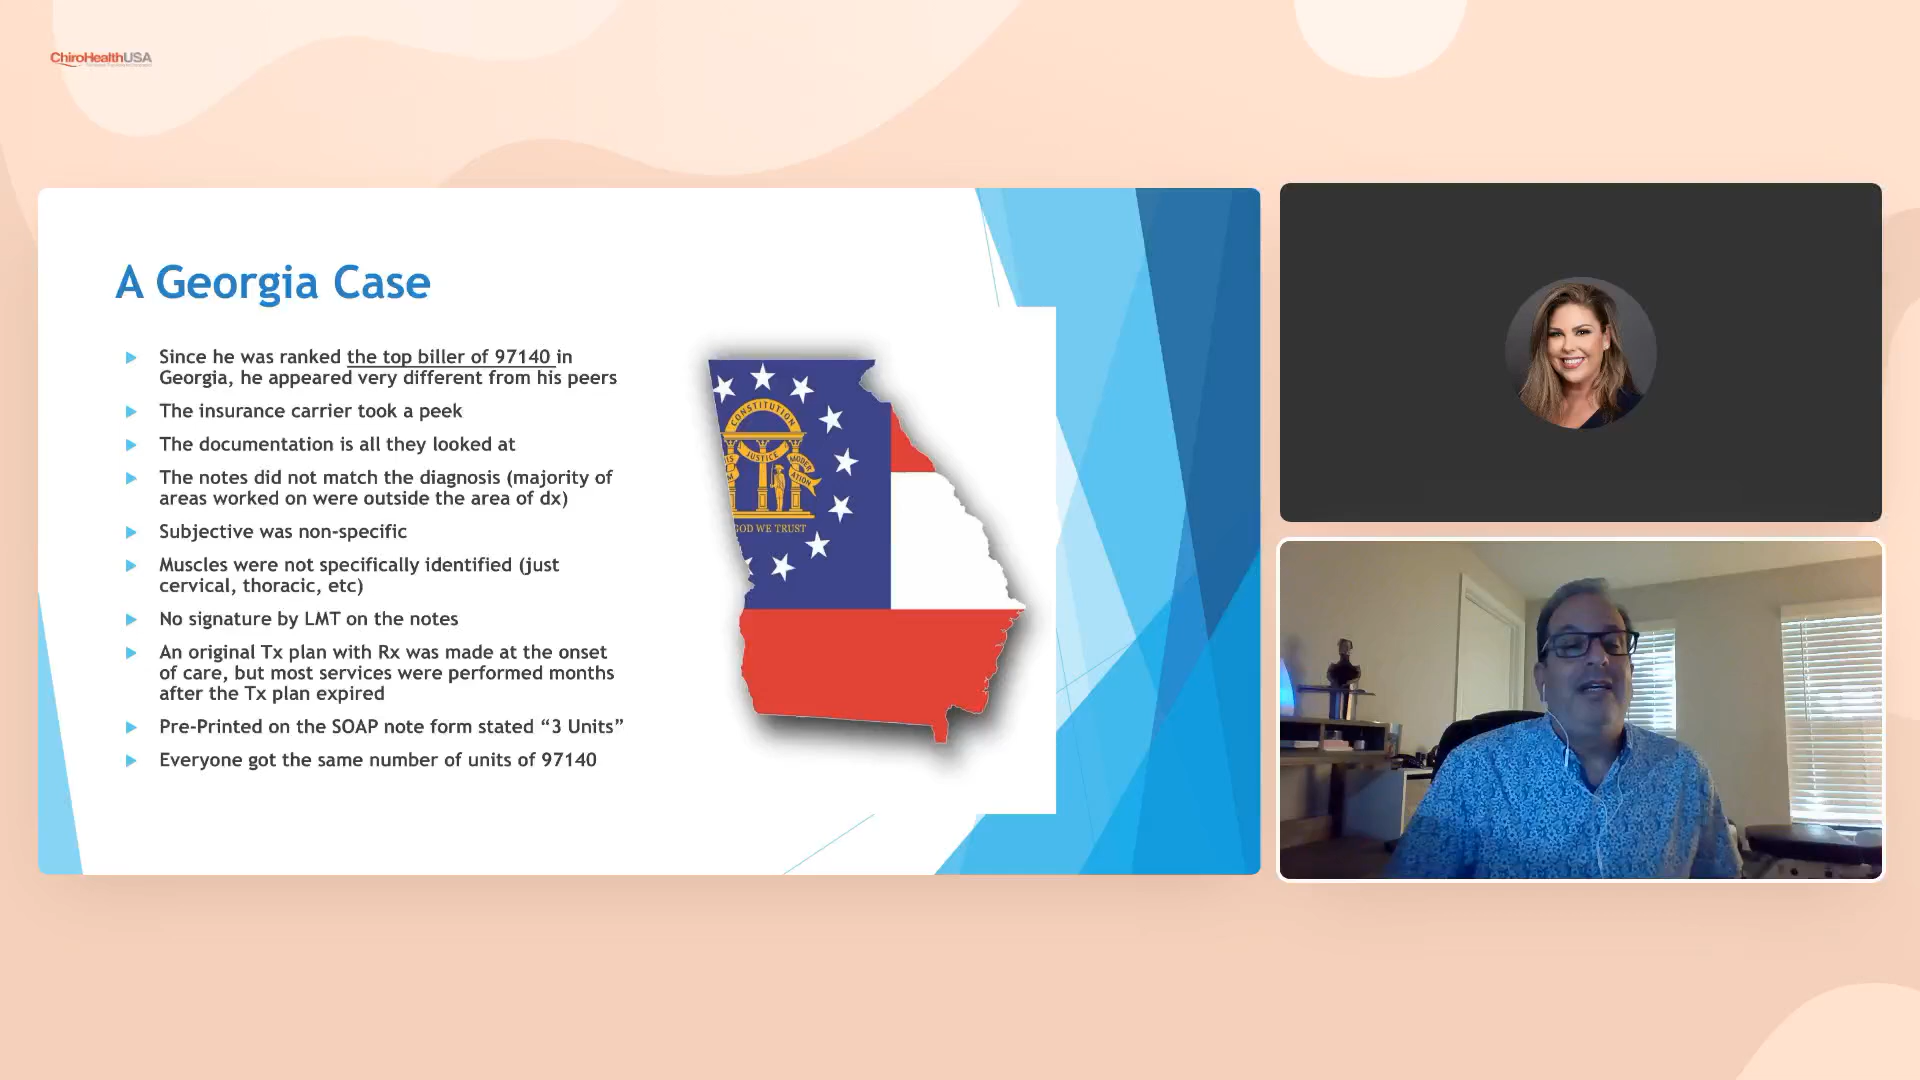 ChiroHealthUSA
A Georgia Case
Since he was ranked the top biller of 97140 in
Georgia, he appeared very different from his peers
The insurance carrier took a peek
The documentation is all they looked at
The notes did not match the diagnosis (majority of
areas worked on were outside the area of dx)
Subjective was non-specific
Muscles were not specifically identified (just
cervical, thoracic, etc)
No signature by LMT on the notes
An original Tx plan with Rx was made at the onset
of care, but most services were performed months
after the Tx plan expired
Pre-Printed on the SOAP note form stated “3 Units”
Everyone got the same number of units of 97140
CONSTITUTION
JUSTICE
MODER
ATION
GOD WE TRUST